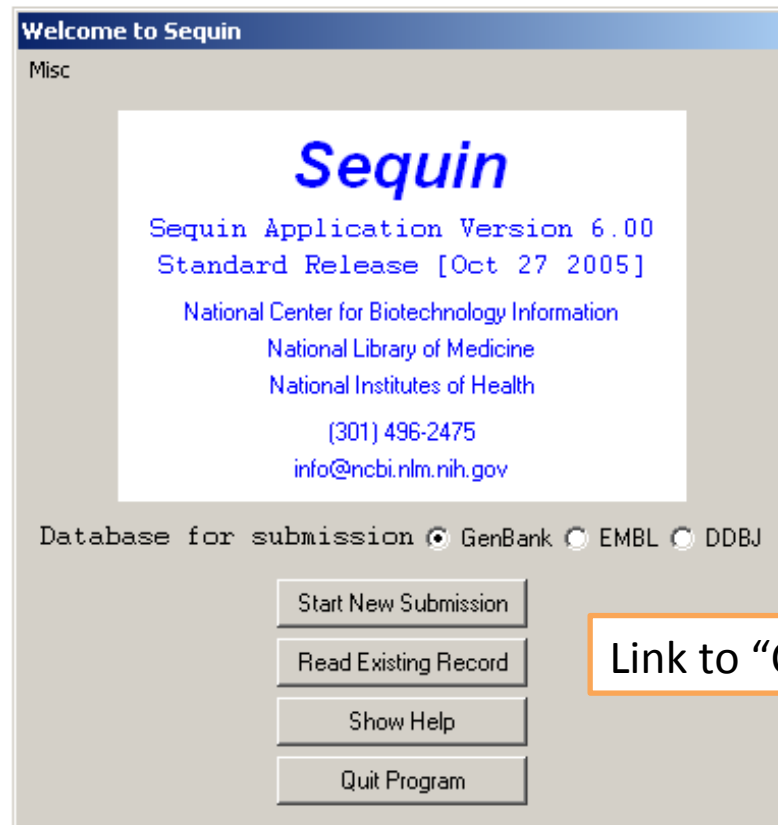 Welcome to Sequin
Misc
Sequin
Sequin Application Version 6.00
Standard Release [Oct 27 2005]
National Center for Biotechnology Information
National Library of Medicine
National Institutes of Health
(301) 496-2475
info@ncbi.nlm.nih.gov
Database for submission GenBank EMBL DDBJ
Start New Submission
Read Existing Record
Link to “
Show Help
Quit Program